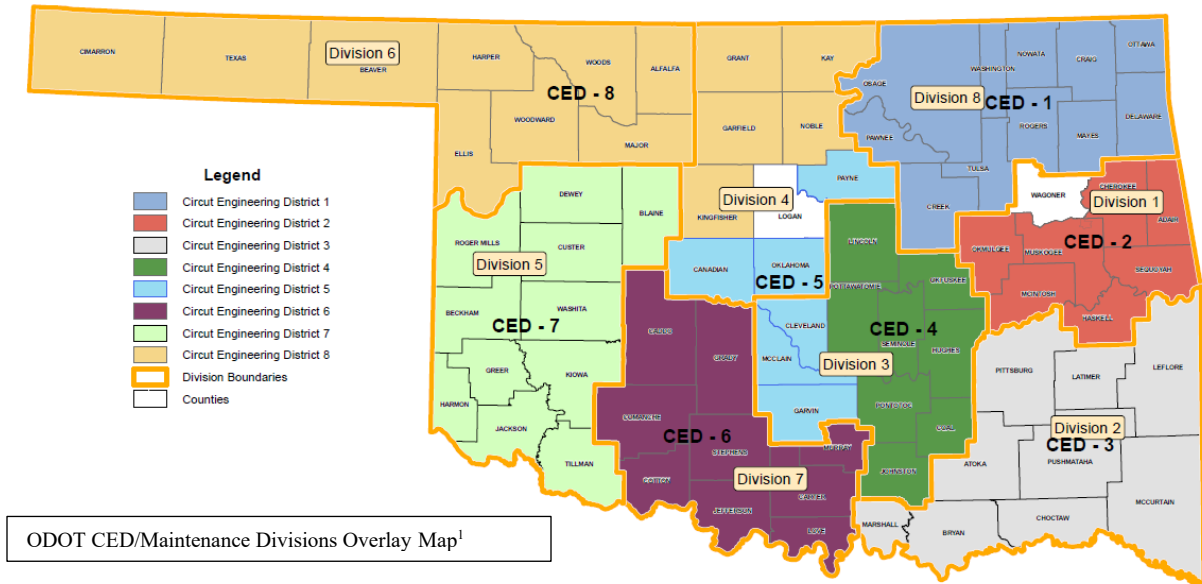 CIMARRON
TEXAS
Division 6
BEAVER
HARPER
WOODS
ALFALFA
CED - 8
WOODWARD
MAJOR
ELLIS
GRANT
KAY
GARFIELD
NOBLE
OSAGE
WASHINGTON
NOWATA
CRAIG
OTTAWA
Division 8
CED - 1
PAWNEE
ROGERS
MAYES
DELAWARE
TULSA
CREEK
Legend
Circut Engineering District 1
Circut Engineering District 2
Circut Engineering District 3
Circut Engineering District 4
Circut Engineering District 5
Circut Engineering District 6
Circut Engineering District 7
Circut Engineering District 8
Division Boundaries
Counties
DEWEY
BLAINE
ROGER MILLS
CUSTER
Division 5
BECKHAM
WASHITA
CED - 7
GREER
KIOWA
HARMON
JACKSON
TILLMAN
PAYNE
Division 4
KINGFISHER
LOGAN
CANADIAN
OKLAHOMA
CED - 5
WAGONER
CHEROKEE
Division 1
ADAIR
OKMULGEE
MUSKOGEE
CED - 2
SEQUOYAH
MCINTOSH
HASKELL
LINCOLN
POTTAWATOMIE
OKFUSKEE
CLEVELAND
CED - 4
SEMINOLE
HUGHES
MCCLAIN
Division 3
GARVIN
PONTOTOC
COAL
JOHNSTON
CADDO
GRADY
COMANCHE
CED - 6
STEPHENS
MURRAY
COTTON
Division 7
CARTER
JEFFERSON
LOVE
PITTSBURG
LATIMER
LEFLORE
Division 2
CED - 3
ATOKA
PUSHMATAHA
MCCURTAIN
MARSHALL
BRYAN
CHOCTAW
ODOT CED/Maintenance Divisions Overlay Map¹